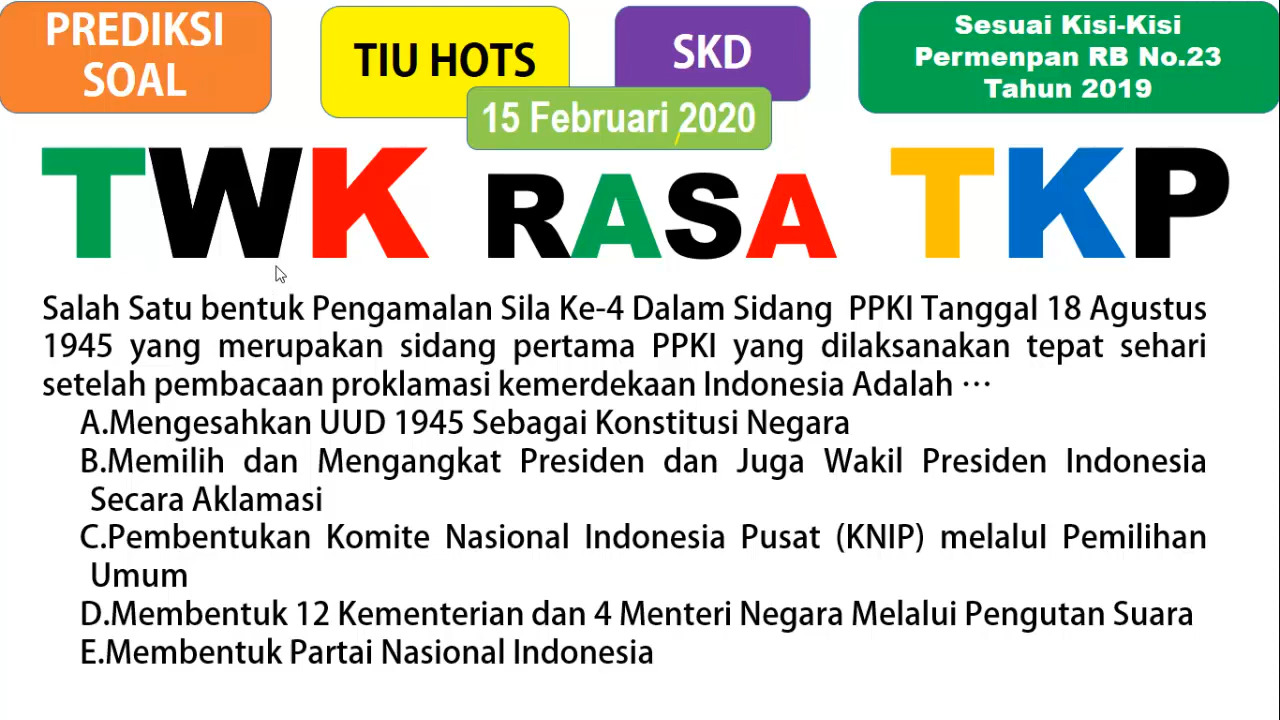 PREDIKSI
SOAL
TIU HOTS
SKD
Sesuai Kisi-Kisi
Permenpan RB No.23
Tahun 2019
15 Februari 2020
TWK RASA TKP
Salah Satu bentuk Pengamalan Sila Ke-4 Dalam Sidang PPKI Tanggal 18 Agustus
1945 yang merupakan sidang pertama PPKI yang dilaksanakan tepat sehari
setelah pembacaan proklamasi kemerdekaan Indonesia Adalah ⋯
A.Mengesahkan UUD 1945 Sebagai Konstitusi Negara
B.Memilih dan Mengangkat Presiden dan Juga Wakil Presiden Indonesia
Secara Aklamasi
C.Pembentukan Komite Nasional Indonesia Pusat (KNIP) melaluI Pemilihan
Umum
D.Membentuk 12 Kementerian dan 4 Menteri Negara Melalui Pengutan Suara
E.Membentuk Partai Nasional Indonesia